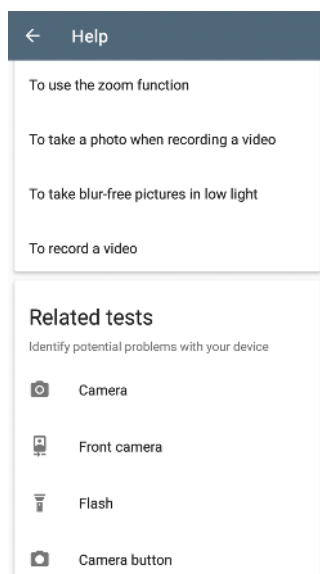 Help
To use the zoom function
To take a photo when recording a video
To take blur-free pictures in low light
To record a video
Related tests
Identify potential problems with your device
Camera
Front camera
Flash
Camera button